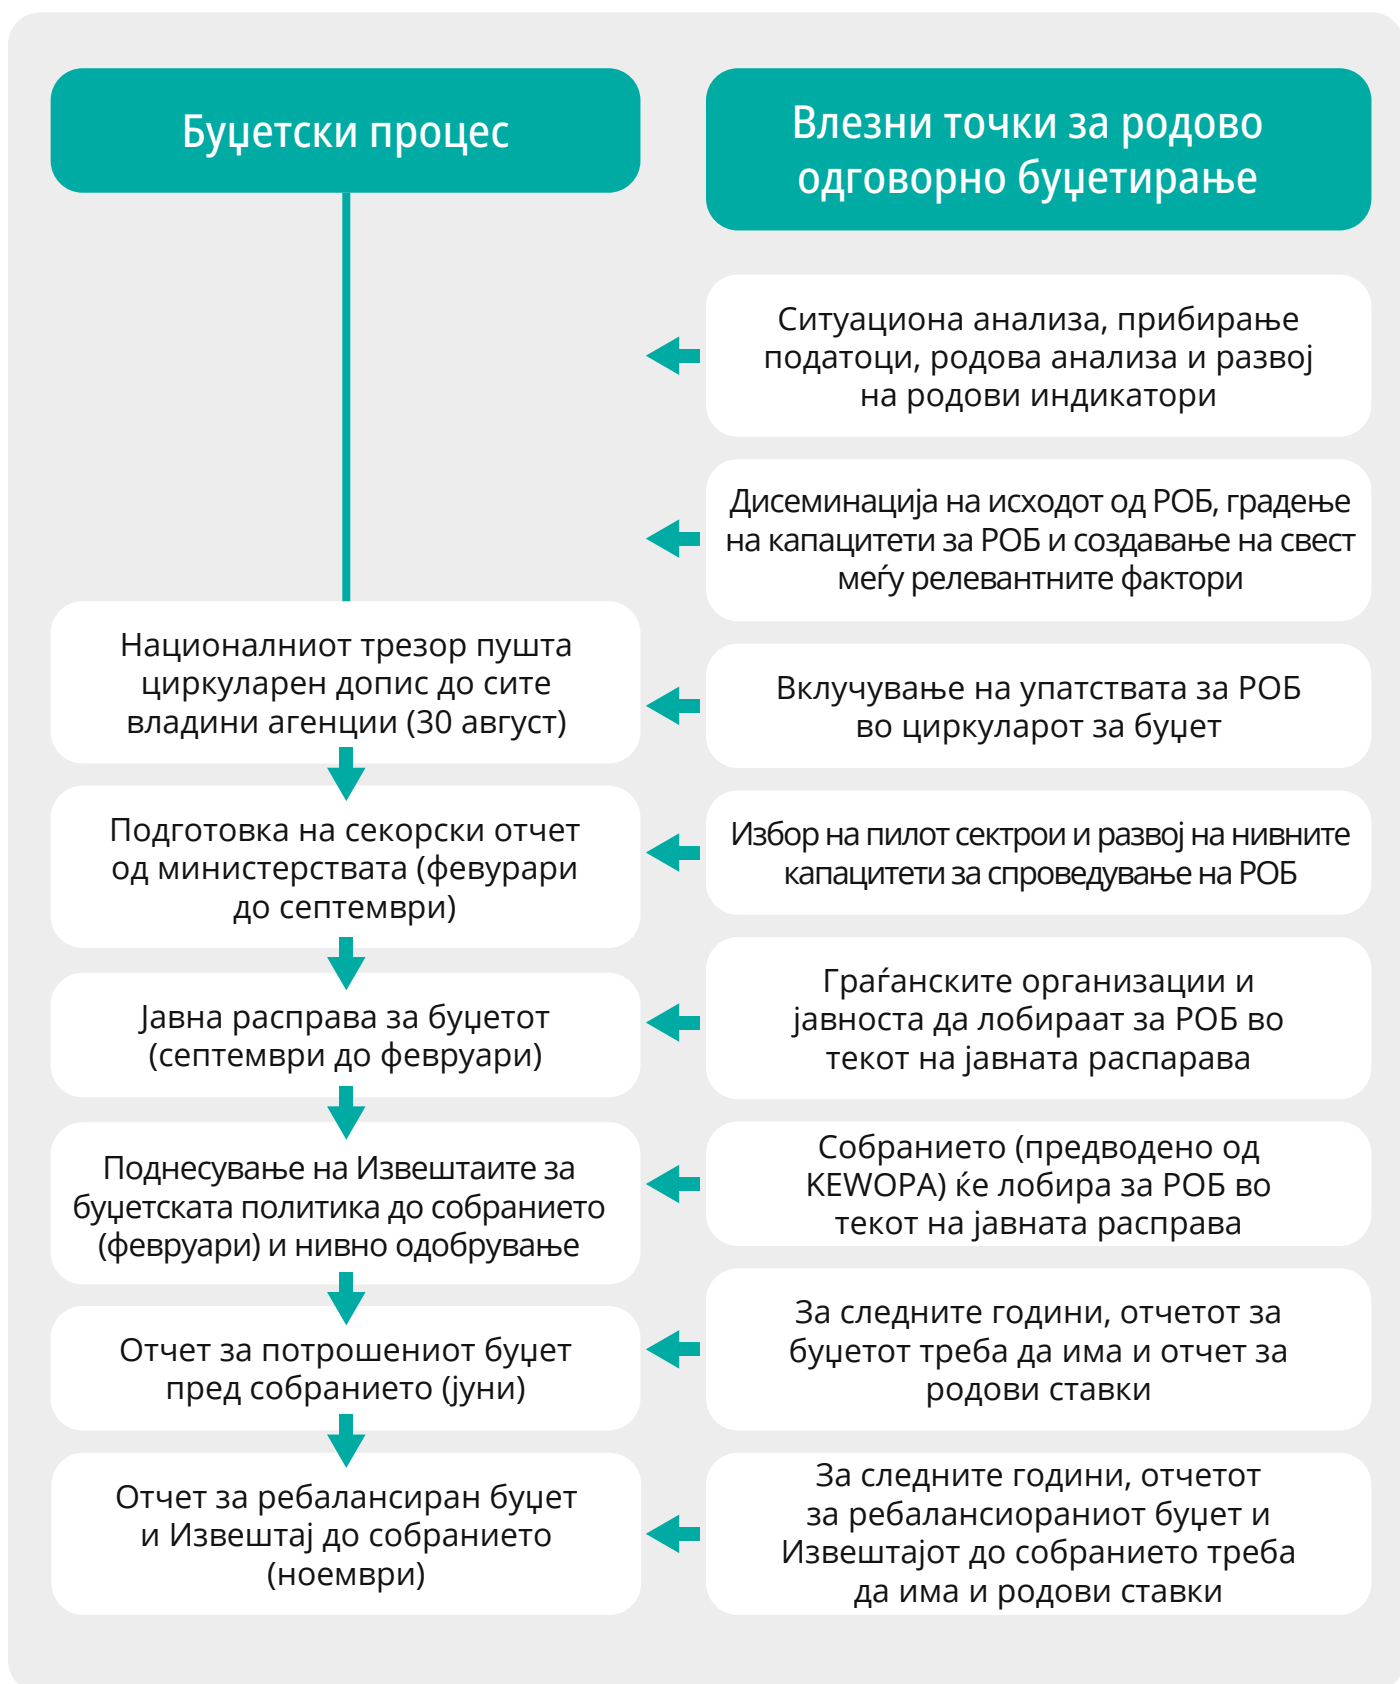 Буџетски процес
Влезни точки за родово
одговорно буџетирање
Ситуациона анализа, прибирање
податоци, родова анализа и развој
на родови индикатори
Дисеминација на исходот од РОБ, градење
на капацитети за РОБ и создавање на свест
меѓу релевантните фактори
Националниот трезор пушта
циркуларен допис до сите
владини агенции (30 август)
Вклучување на упатствата за РОБ
во циркуларот за буџет
Подготовка на секорски отчет
од министерствата (февурари
до септември)
Избор на пилот сектрои и развој на нивните
капацитети за спроведување на РОБ
Јавна расправа за буџетот
(септември до февруари)
Граѓанските организации и
јавноста да лобираат за РОБ во
текот на јавната распарава
Поднесување на Извештаите за
буџетската политика до собранието
(февруари) и нивно одобрување
Собранието (предводено од
KEWOPA) ќе лобира за РОБ во
текот на јавната расправа
Отчет за потрошениот буџет
пред собранието (јуни)
За следните години, отчетот за
буџетот треба да има и отчет за
родови ставки
Отчет за ребалансиран буџет
и Извештај до собранието
(ноември)
За следните години, отчетот
за ребалансиораниот буџет и
Извештајот до собранието треба
да има и родови ставки